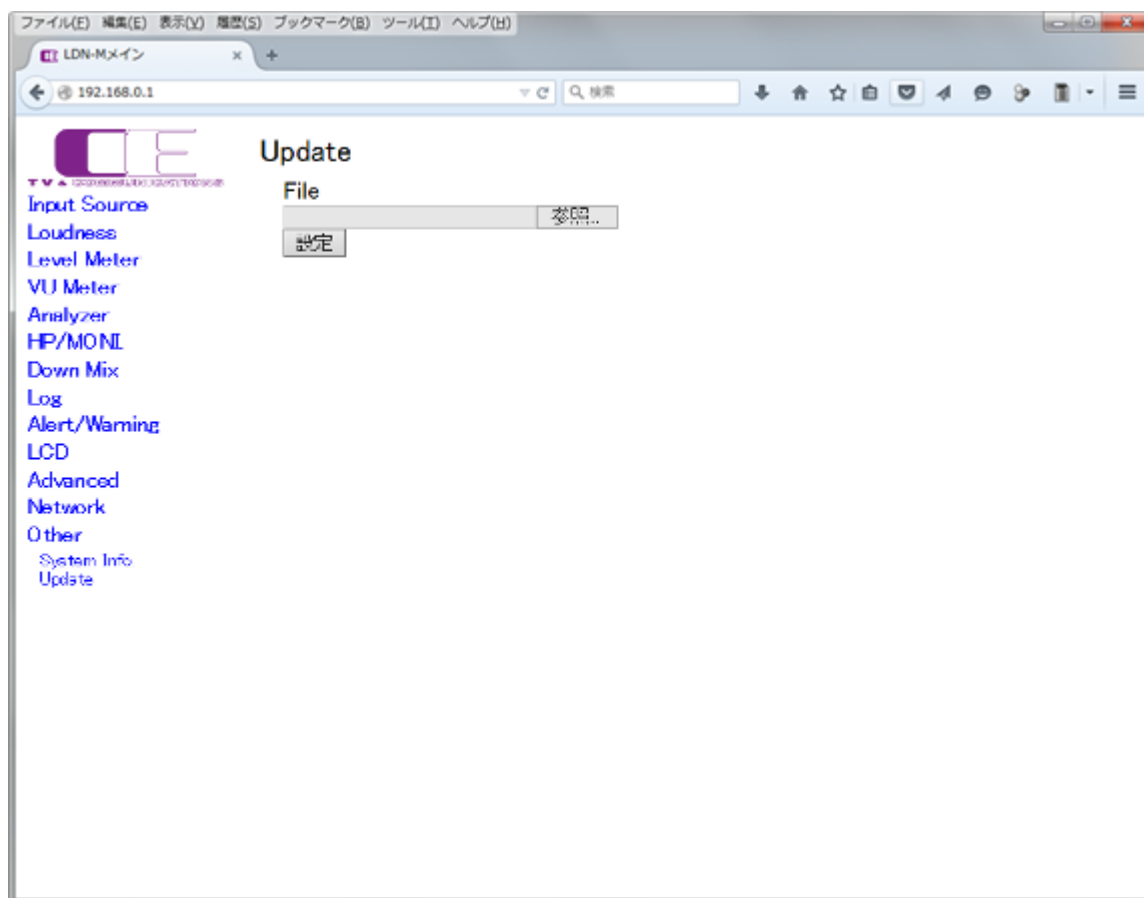 ファイル(F) 編集(E) 表示(V) 履歴(S) ブックマーク(B) ツール(T) ヘルプ(H)
LDN-Mメイン
192.168.0.1
検索
Update
File
参照...
設定
Input Source
Loudness
Level Meter
VU Meter
Analyzer
HP/MONI
Down Mix
Log
Alert/Warning
LCD
Advanced
Network
Other
System Info
Update